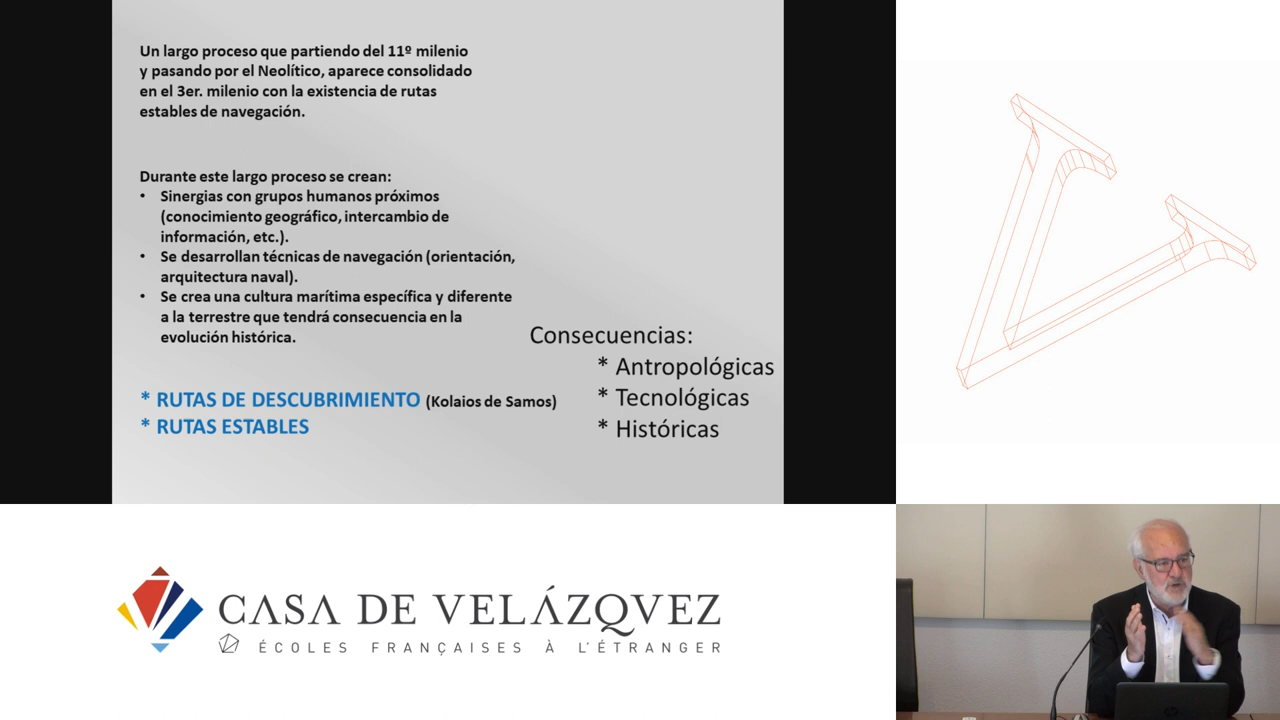 Un largo proceso que partiendo del 11º milenio
y pasando por el Neolítico, aparece consolidado
en el 3er. milenio con la existencia de rutas
estables de navegación.
Durante este largo proceso se crean:
• Sinergias con grupos humanos próximos
(conocimiento geográfico, intercambio de
información, etc.).
• Se desarrollan técnicas de navegación (orientación,
arquitectura naval).
• Se crea una cultura marítima específica y diferente
a la terrestre que tendrá consecuencia en la
evolución histórica.
Consecuencias:
* Antropológicas
* Tecnológicas
* Históricas
* RUTAS DE DESCUBRIMIENTO (Kolaios de Samos)
* RUTAS ESTABLES
CASA DE VELÁZQVEZ
ÉCOLES FRANÇAISES À L'ÉTRANGER